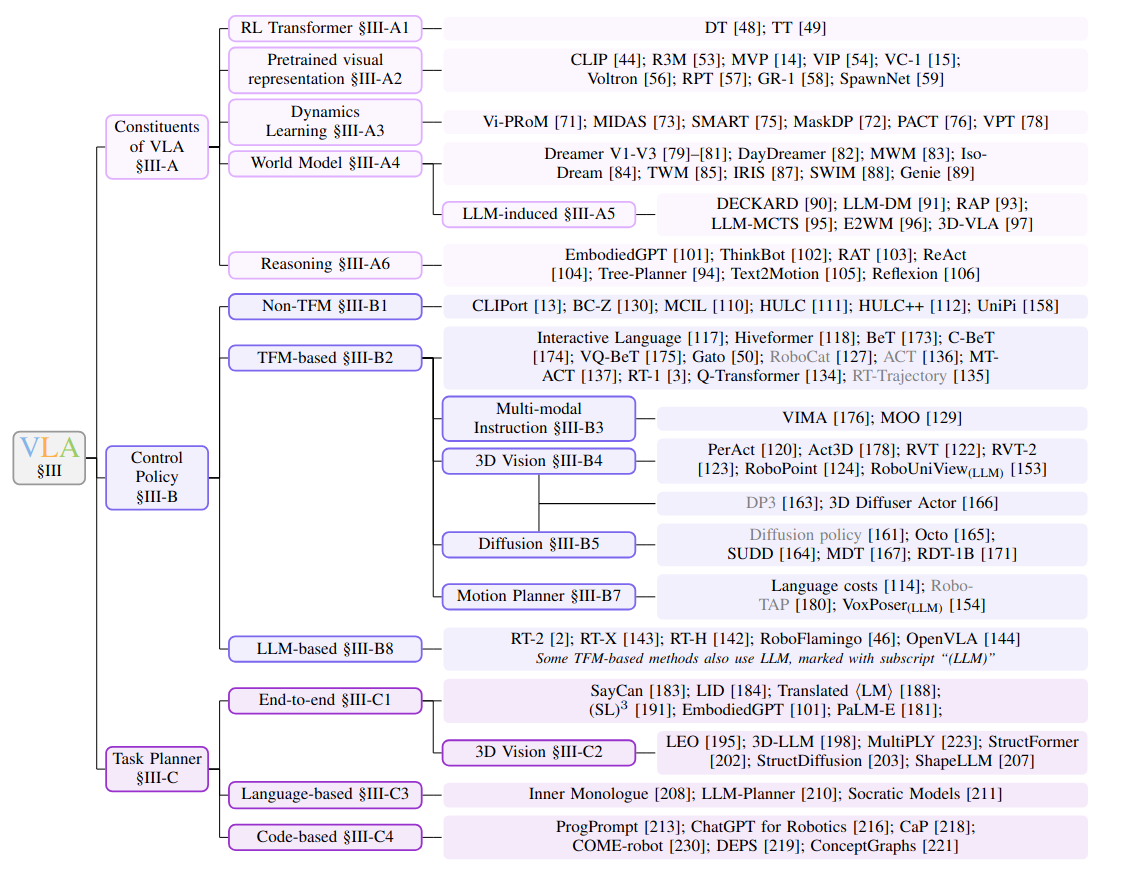 RL Transformer §III-A1
DT [48]; TT [49]
Pretrained visual
representation §III-A2
CLIP [44]; R3M [53]; MVP [14]; VIP [54]; VC-1 [15];
Voltron [56]; RPT [57]; GR-1 [58]; SpawnNet [59]
Constituents
of VLA
§III-A
Dynamics
Learning §III-A3
Vi-PRoM [71]; MIDAS [73]; SMART [75]; MaskDP [72]; PACT [76]; VPT [78]
World Model §III-A4
Dreamer V1-V3 [79]–[81]; DayDreamer [82]; MWM [83]; Iso-
Dream [84]; TWM [85]; IRIS [87]; SWIM [88]; Genie [89]
LLM-induced §III-A5
DECKARD [90]; LLM-DM [91]; RAP [93];
LLM-MCTS [95]; E2WM [96]; 3D-VLA [97]
Reasoning §III-A6
EmbodiedGPT [101]; ThinkBot [102]; RAT [103]; ReAct
[104]; Tree-Planner [94]; Text2Motion [105]; Reflexion [106]
Non-TFM §III-B1
CLIPort [13]; BC-Z [130]; MCIL [110]; HULC [111]; HULC++ [112]; UniPi [158]
TFM-based §III-B2
Interactive Language [117]; Hiveformer [118]; BeT [173]; C-BeT
[174]; VQ-BeT [175]; Gato [50]; RoboCat [127]; ACT [136]; MT-
ACT [137]; RT-1 [3]; Q-Transformer [134]; RT-Trajectory [135]
Multi-modal
Instruction §III-B3
VIMA [176]; MOO [129]
VLA
§III
Control
Policy
§III-B
3D Vision §III-B4
PerAct [120]; Act3D [178]; RVT [122]; RVT-2
[123]; RoboPoint [124]; RoboUniView(LLM) [153]
DP3 [163]; 3D Diffuser Actor [166]
Diffusion §III-B5
Diffusion policy [161]; Octo [165];
SUDD [164]; MDT [167]; RDT-1B [171]
Motion Planner §III-B7
Language costs [114]; Robo-
TAP [180]; VoxPoser(LLM) [154]
LLM-based §III-B8
RT-2 [2]; RT-X [143]; RT-H [142]; RoboFlamingo [46]; OpenVLA [144]
Some TFM-based methods also use LLM, marked with subscript “(LLM)”
End-to-end §III-C1
SayCan [183]; LID [184]; Translated ⟨LM⟩ [188];
(SL)³ [191]; EmbodiedGPT [101]; PaLM-E [181];
3D Vision §III-C2
LEO [195]; 3D-LLM [198]; MultiPLY [223]; StructFormer
[202]; StructDiffusion [203]; ShapeLLM [207]
Task Planner
§III-C
Language-based §III-C3
Inner Monologue [208]; LLM-Planner [210]; Socratic Models [211]
Code-based §III-C4
ProgPrompt [213]; ChatGPT for Robotics [216]; CaP [218];
COME-robot [230]; DEPS [219]; ConceptGraphs [221]